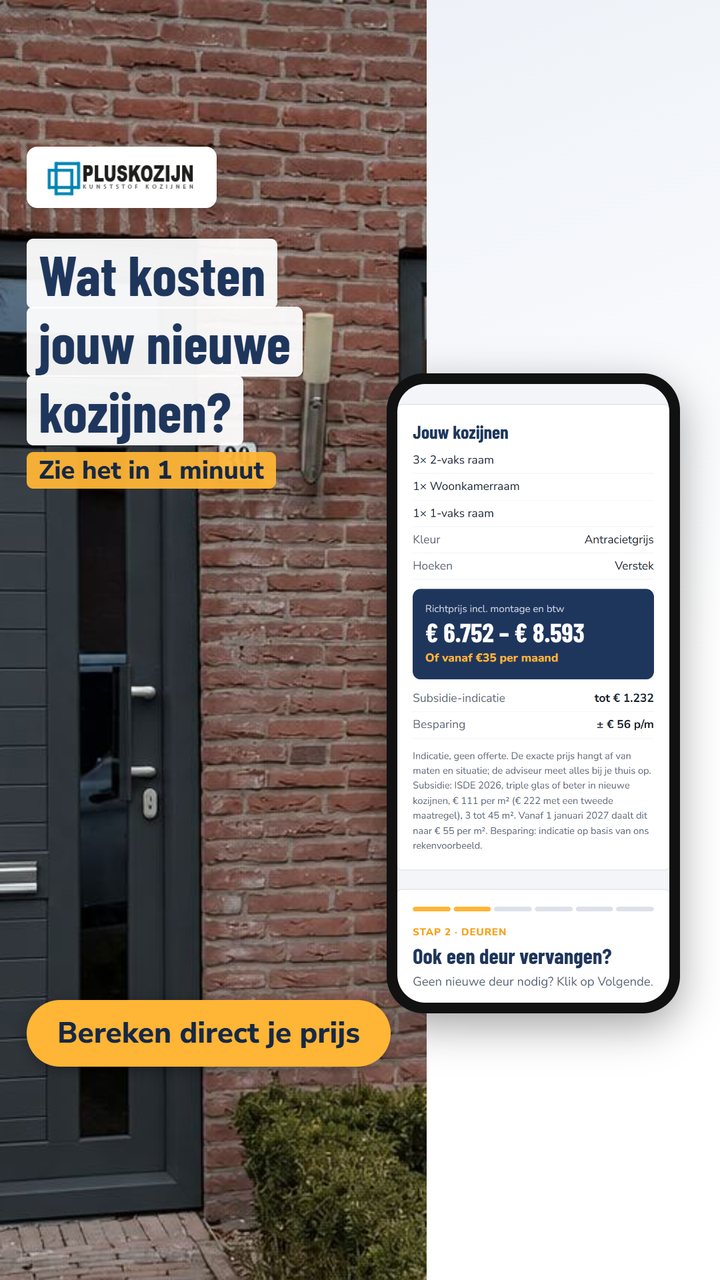 PLUSKOZIJN
KUNSTSTOF KOZIJNEN
Wat kosten
jouw nieuwe
kozijnen?
Zie het in 1 minuut
Jouw kozijnen
3× 2-vaks raam
1× Woonkamerraam
1× 1-vaks raam
Kleur Antracietgrijs
Hoeken Verstek
Richtprijs incl. montage en btw
€ 6.752 – € 8.593
Of vanaf €35 per maand
Subsidie-indicatie tot € 1.232
Besparing ± € 56 p/m
Indicatie, geen offerte. De exacte prijs hangt af van
maten en situatie; de adviseur meet alles bij je thuis op.
Subsidie: ISDE 2026, triple glas of beter in nieuwe
kozijnen, € 111 per m² (€ 222 met een tweede
maatregel), 3 tot 45 m². Vanaf 1 januari 2027 daalt dit
naar € 55 per m². Besparing: indicatie op basis van ons
rekenvoorbeeld.
STAP 2 · DEUREN
Ook een deur vervangen?
Geen nieuwe deur nodig? Klik op Volgende.
Bereken direct je prijs